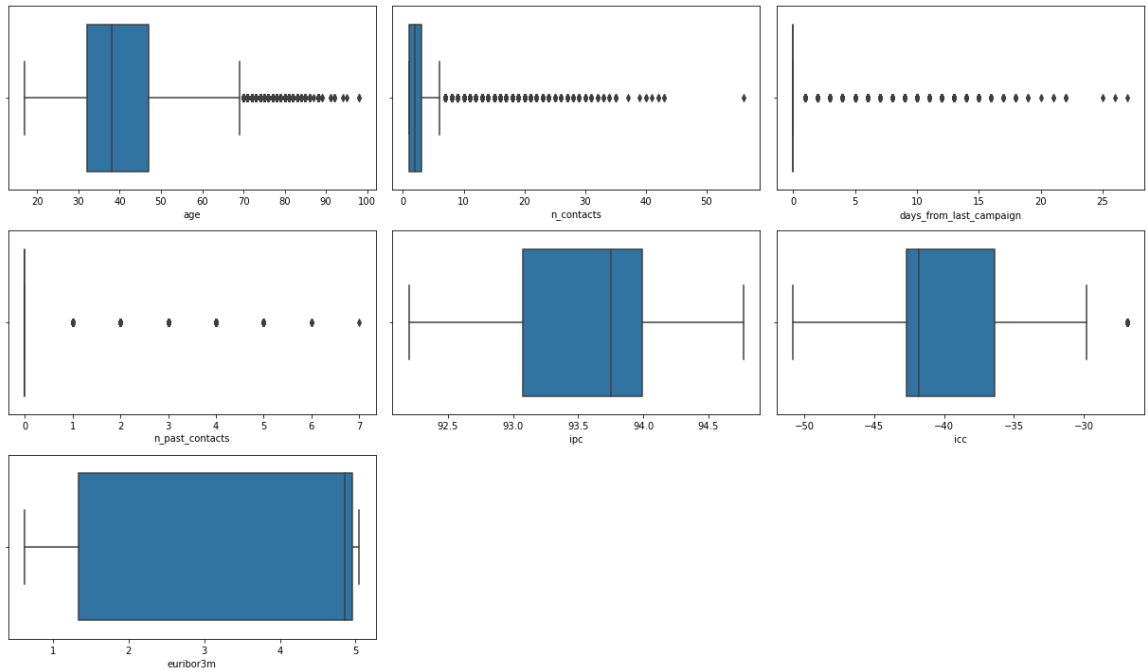 20 30 40 50 60 70 80 90 100
age
0 10 20 30 40 50
n_contacts
0 5 10 15 20 25
days_from_last_campaign
0 1 2 3 4 5 6 7
n_past_contacts
92.5 93.0 93.5 94.0 94.5
ipc
−50 −45 −40 −35 −30
icc
1 2 3 4 5
euribor3m